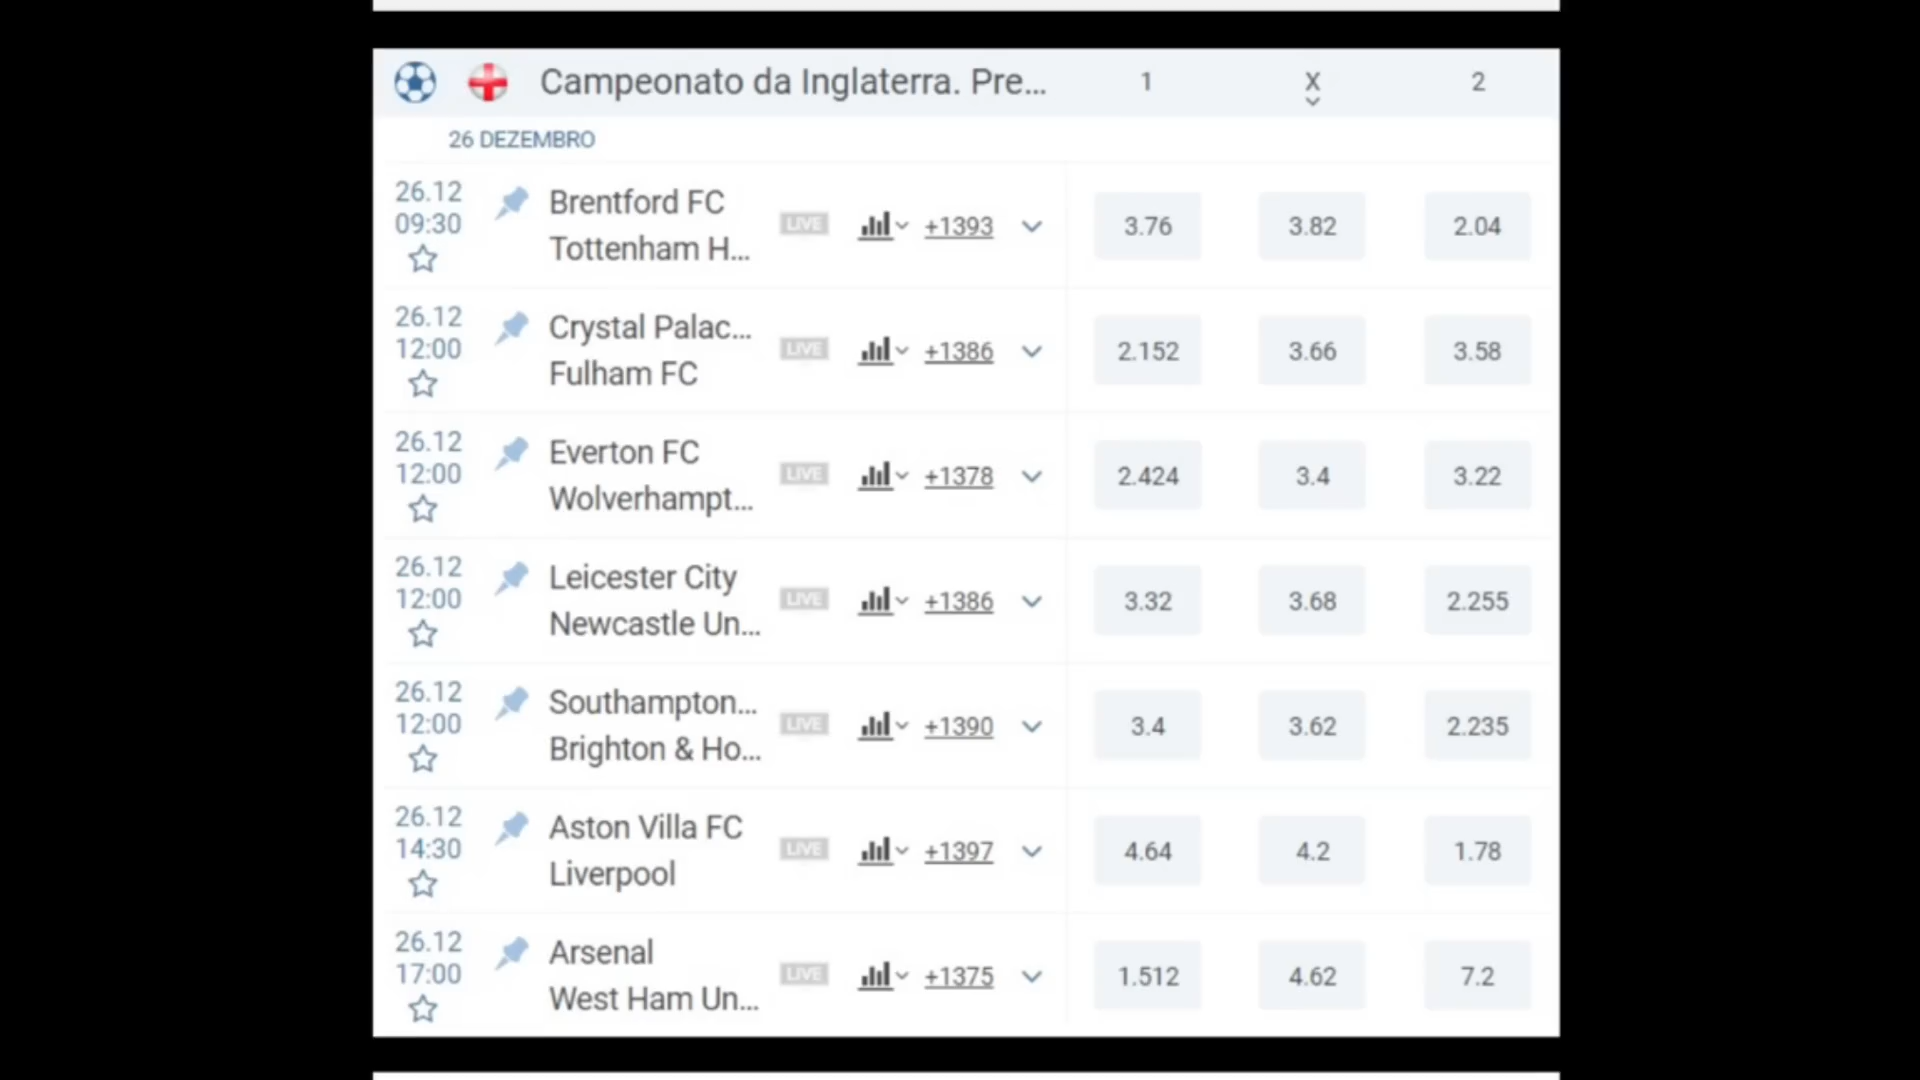 Campeonato da Inglaterra. Pre... 1 X 2
26 DEZEMBRO
26.12
09:30
Brentford FC
Tottenham H...
LIVE +1393 3.76 3.82 2.04
26.12
12:00
Crystal Palac...
Fulham FC
LIVE +1386 2.152 3.66 3.58
26.12
12:00
Everton FC
Wolverhampt...
LIVE +1378 2.424 3.4 3.22
26.12
12:00
Leicester City
Newcastle Un...
LIVE +1386 3.32 3.68 2.255
26.12
12:00
Southampton...
Brighton & Ho...
LIVE +1390 3.4 3.62 2.235
26.12
14:30
Aston Villa FC
Liverpool
LIVE +1397 4.64 4.2 1.78
26.12
17:00
Arsenal
West Ham Un...
LIVE +1375 1.512 4.62 7.2